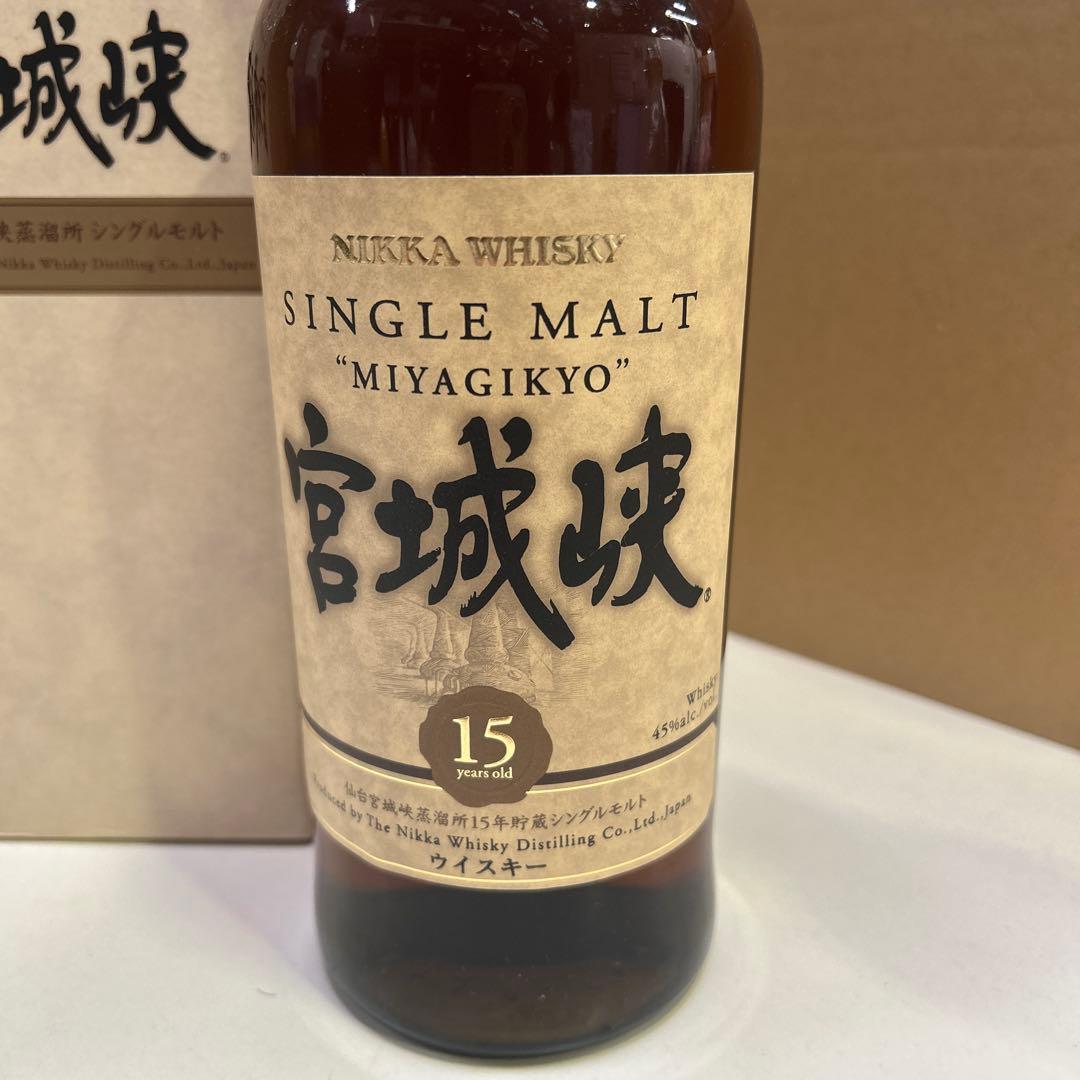 城峡®
峡蒸溜所 シングルモルト
Nikka Whisky Distilling Co.,Ltd.,Japan
NIKKA WHISKY
SINGLE MALT
“MIYAGIKYO”
宮城峡®
Whisky
45%alc./vol
15
years old
仙台宮城峡蒸溜所15年貯蔵シングルモルト
Produced by The Nikka Whisky Distilling Co.,Ltd.,Japan
ウイスキー